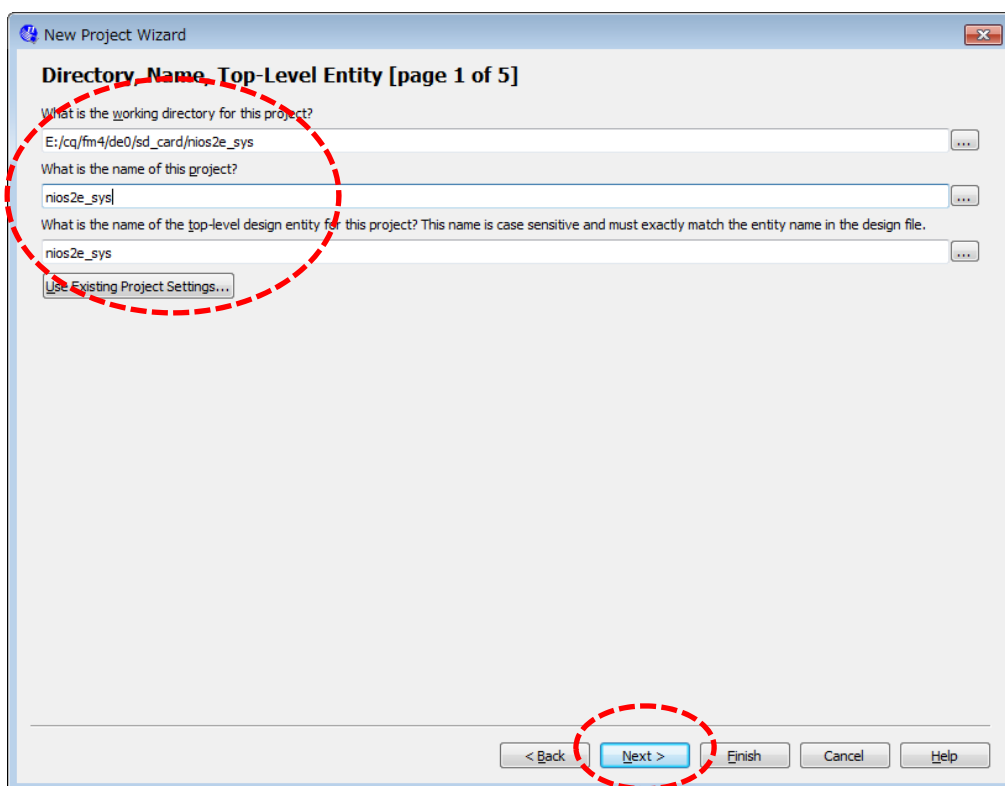 New Project Wizard
Directory, Name, Top-Level Entity [page 1 of 5]
What is the working directory for this project?
E:/cq/fm4/de0/sd_card/nios2e_sys
...
What is the name of this project?
nios2e_sys
...
What is the name of the top-level design entity for this project? This name is case sensitive and must exactly match the entity name in the design file.
nios2e_sys
...
Use Existing Project Settings...
< Back Next > Finish Cancel Help